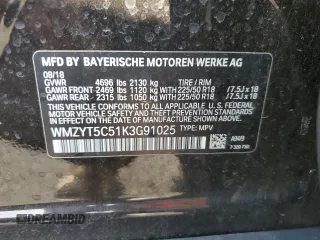 MFD BY BAYERISCHE MOTOREN WERKE AG
08/18
GVWR 4696 lbs 2130 kg TIRE / RIM
GAWR FRONT 2469 lbs 1120 kg WITH 225/50 R18 / 7.5J x 18
GAWR REAR 2315 lbs 1050 kg WITH 225/50 R18 / 7.5J x 18
THIS VEHICLE CONFORMS TO ALL APPLICABLE
U.S. FEDERAL MOTOR VEHICLE SAFETY, BUMPER
AND THEFT PREVENTION STANDARDS IN EFFECT
ON THE DATE OF MANUFACTURE SHOWN ABOVE.
WMZYT5C51K3G91025 TYPE: MPV
DREAMBID